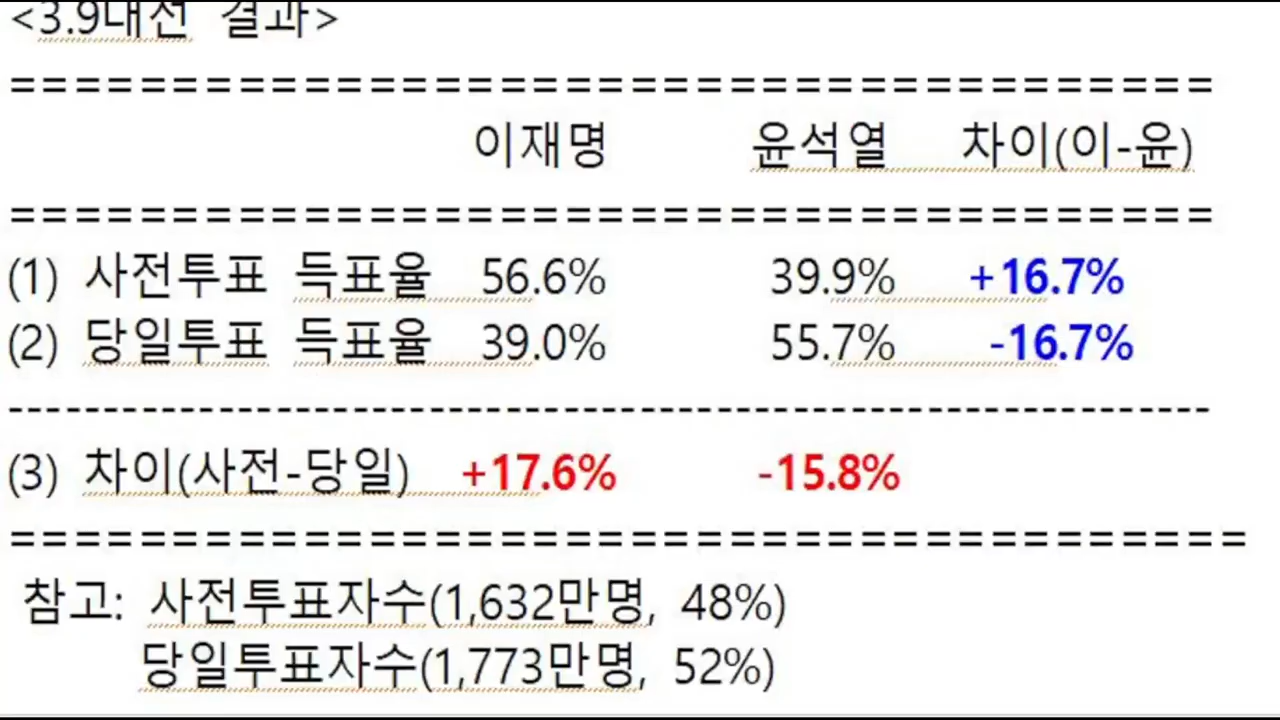 <3.9대선 결과>
=====================================
이재명 윤석열 차이(이-윤)
=====================================
(1) 사전투표 득표율 56.6% 39.9% +16.7%
(2) 당일투표 득표율 39.0% 55.7% -16.7%
----------------------------------------------------------------
(3) 차이(사전-당일) +17.6% -15.8%
======================================
참고: 사전투표자수(1,632만명, 48%)
당일투표자수(1,773만명, 52%)